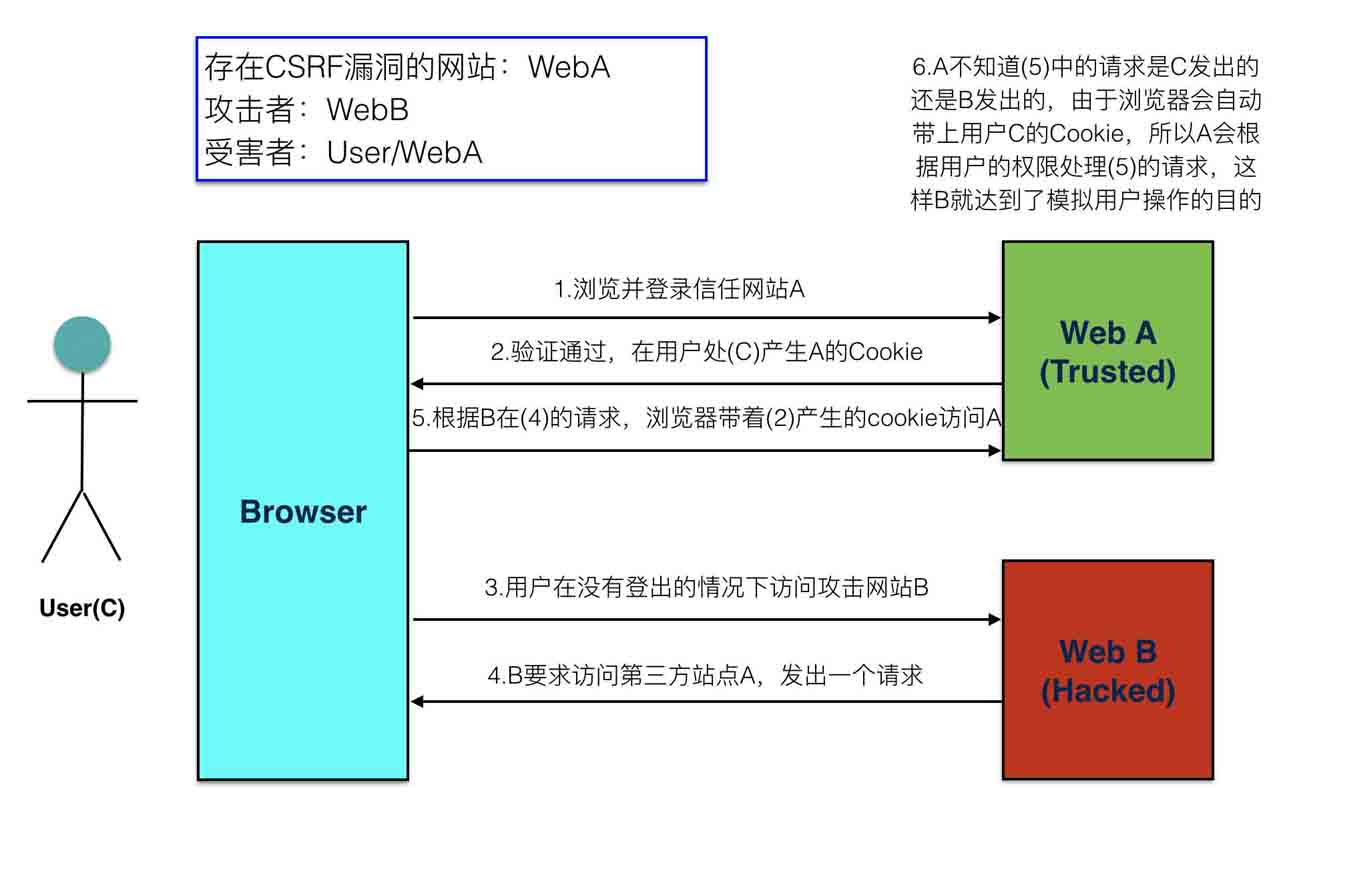 存在CSRF漏洞的网站：WebA
攻击者：WebB
受害者：User/WebA
6.A不知道(5)中的请求是C发出的
还是B发出的，由于浏览器会自动
带上用户C的Cookie，所以A会根
据用户的权限处理(5)的请求，这
样B就达到了模拟用户操作的目的
1.浏览并登录信任网站A
2.验证通过，在用户处(C)产生A的Cookie
5.根据B在(4)的请求，浏览器带着(2)产生的cookie访问A
Web A
(Trusted)
Browser
User(C)
3.用户在没有登出的情况下访问攻击网站B
4.B要求访问第三方站点A，发出一个请求
Web B
(Hacked)